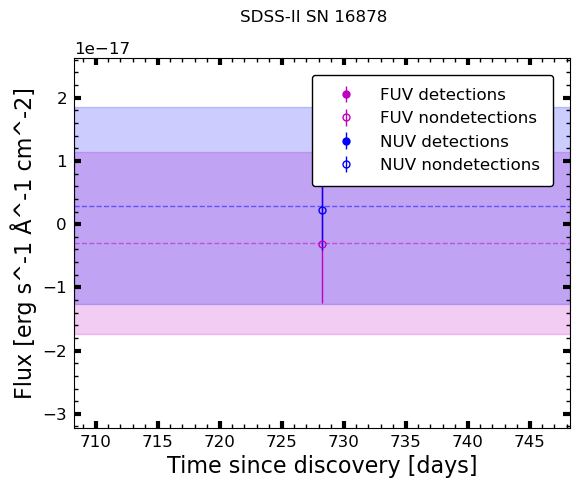 SDSS-II SN 16878
1e−17
FUV detections
FUV nondetections
NUV detections
NUV nondetections
2
1
0
−1
−2
−3
Flux [erg s^-1 Å^-1 cm^-2]
710 715 720 725 730 735 740 745
Time since discovery [days]